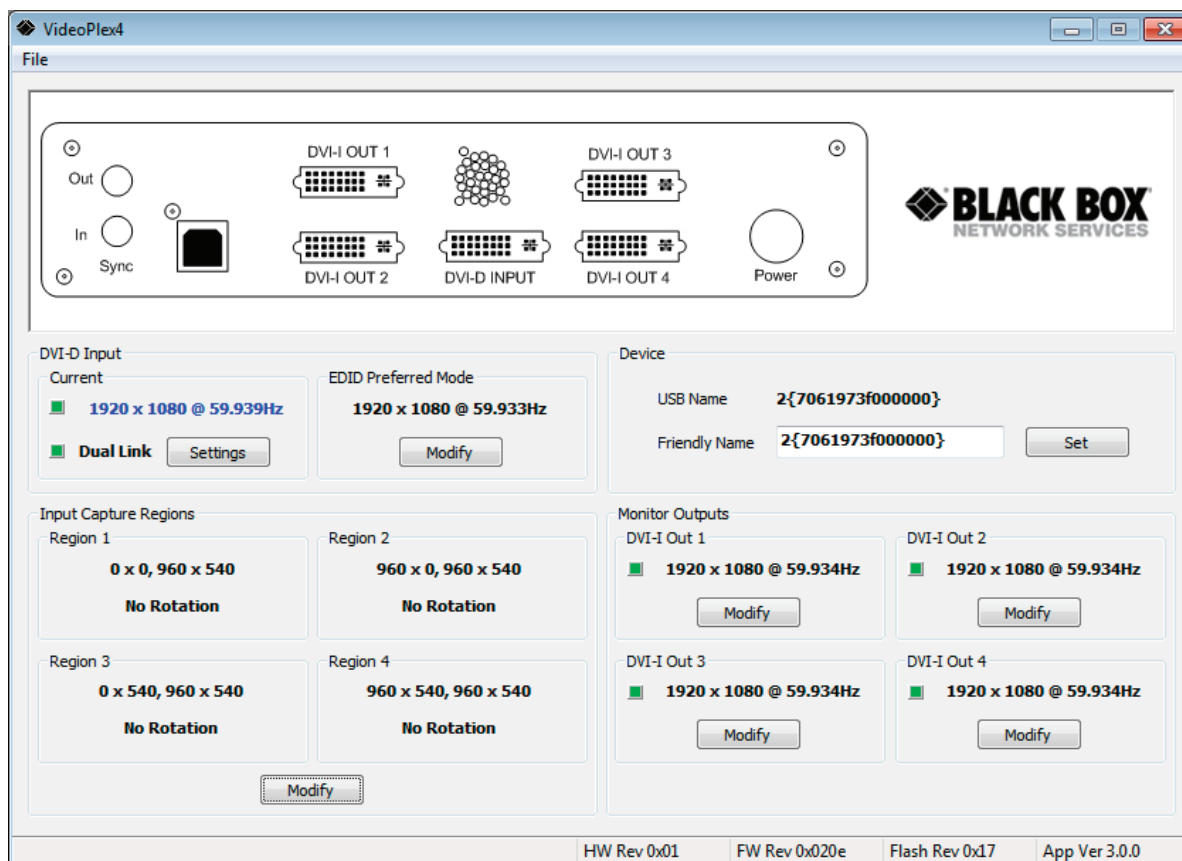 VideoPlex4
File
DVI-I OUT 1
DVI-I OUT 3
Out
In
Sync
DVI-I OUT 2
DVI-D INPUT
DVI-I OUT 4
Power
BLACK BOX
NETWORK SERVICES
DVI-D Input
Current
1920 x 1080 @ 59.939Hz
Dual Link
Settings
EDID Preferred Mode
1920 x 1080 @ 59.933Hz
Modify
Device
USB Name 2{7061973f000000}
Friendly Name 2{7061973f000000} Set
Input Capture Regions
Region 1
0 x 0, 960 x 540
No Rotation
Region 2
960 x 0, 960 x 540
No Rotation
Region 3
0 x 540, 960 x 540
No Rotation
Region 4
960 x 540, 960 x 540
No Rotation
Modify
Monitor Outputs
DVI-I Out 1
1920 x 1080 @ 59.934Hz
Modify
DVI-I Out 2
1920 x 1080 @ 59.934Hz
Modify
DVI-I Out 3
1920 x 1080 @ 59.934Hz
Modify
DVI-I Out 4
1920 x 1080 @ 59.934Hz
Modify
HW Rev 0x01 FW Rev 0x020e Flash Rev 0x17 App Ver 3.0.0